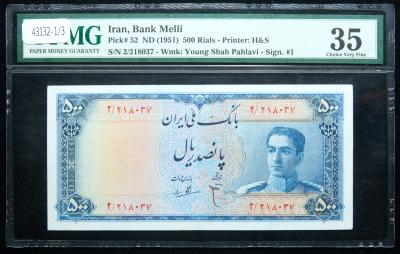 43132-1/3
PMG
PAPER MONEY GUARANTY
Iran, Bank Melli
Pick# 52 ND (1951) 500 Rials - Printer: H&S
S/N 2/218037 - Wmk: Young Shah Pahlavi - Sign. #1
35
Choice Very Fine
۵۰۰
۵۰۰
۲/۲۱۸۰۳۷
۲/۲۱۸۰۳۷
بانک ملی ایران
پانصد ریال
۲/۲۱۸۰۳۷
۲/۲۱۸۰۳۷
۵۰۰
۵۰۰